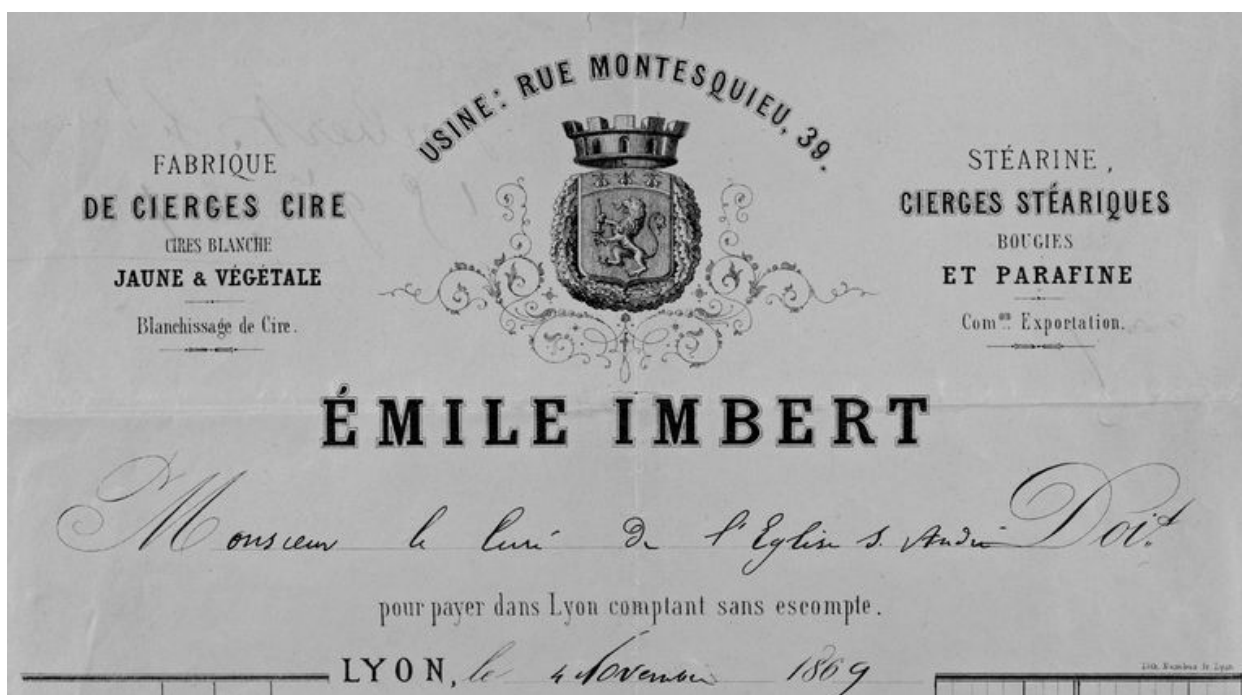 USINE: RUE MONTESQUIEU, 39.
FABRIQUE
DE CIERGES CIRE
CIRES BLANCHE
JAUNE & VÉGÉTALE
Blanchissage de Cire.
STÉARINE,
CIERGES STÉARIQUES
BOUGIES
ET PARAFINE
Com.on Exportation.
ÉMILE IMBERT
Monsieur le Curé de l'Eglise S. André Doit
pour payer dans Lyon comptant sans escompte.
LYON, le 4 Novembre 1869